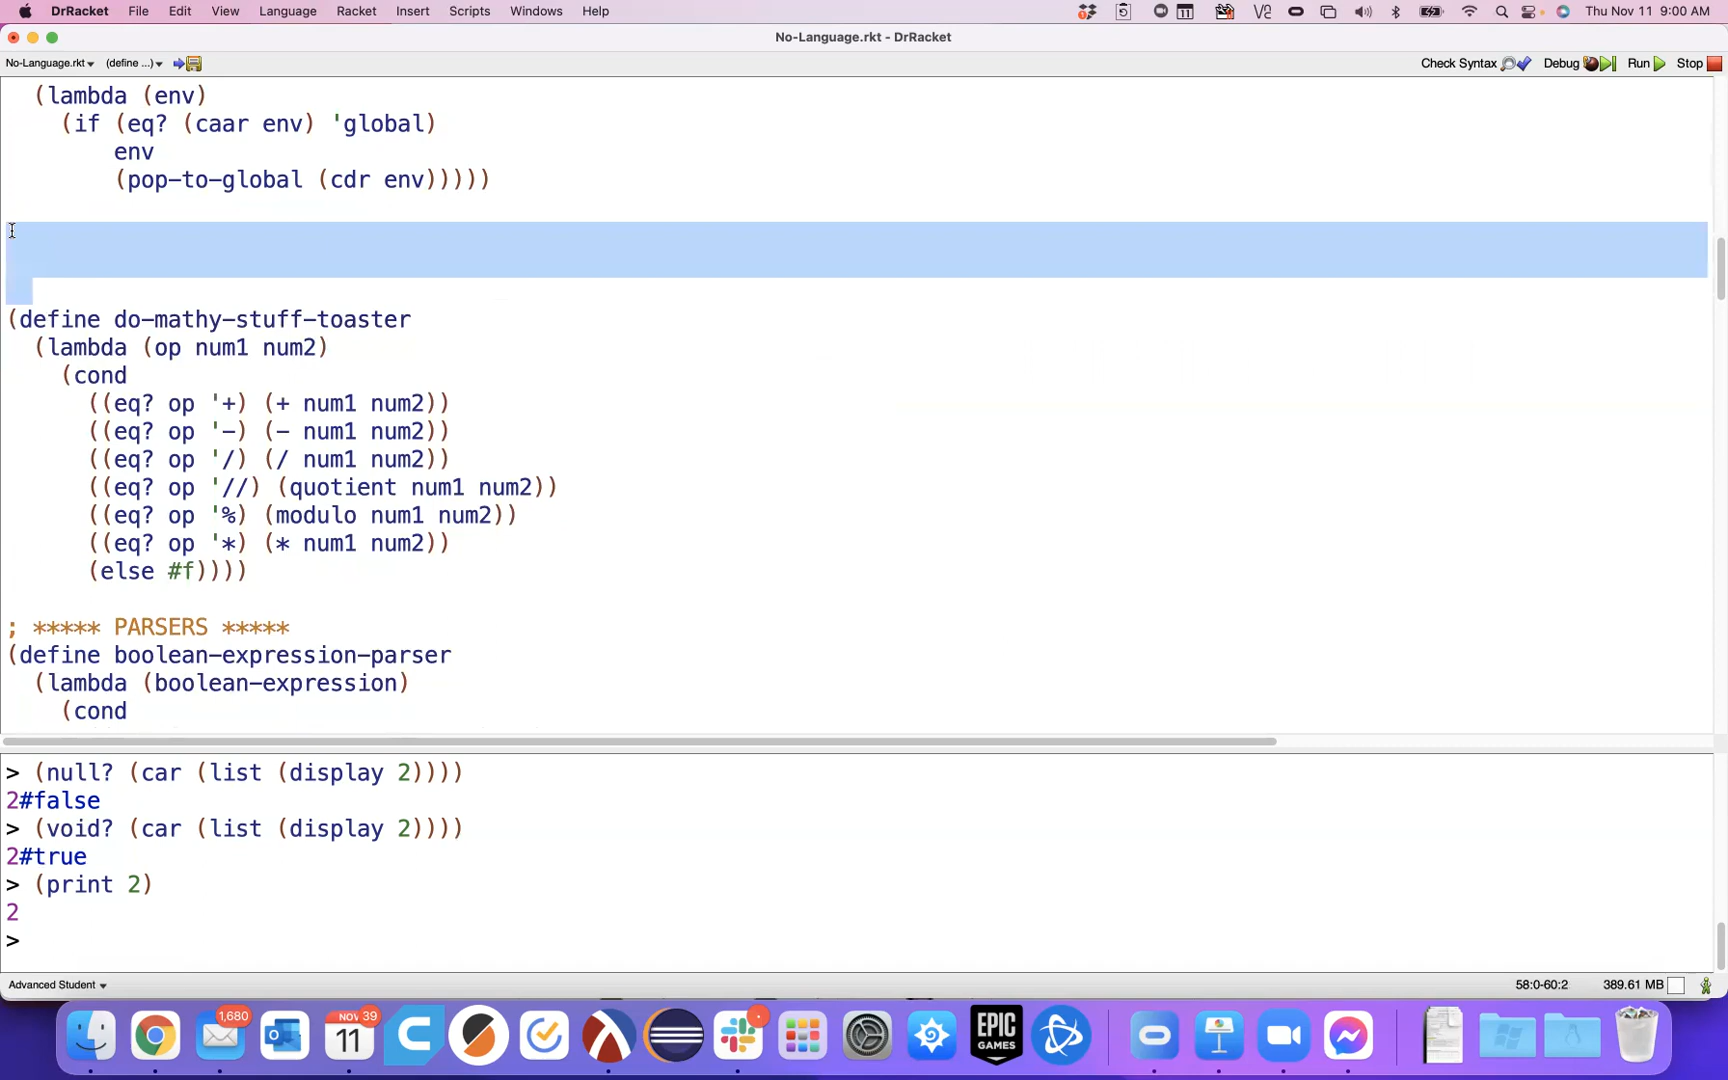 DrRacket File Edit View Language Racket Insert Scripts Windows Help Thu Nov 11 9:00 AM
No-Language.rkt - DrRacket
No-Language.rkt (define ...) Check Syntax Debug Run Stop
(lambda (env)
(if (eq? (caar env) 'global)
env
(pop-to-global (cdr env)))))
(define do-mathy-stuff-toaster
(lambda (op num1 num2)
(cond
((eq? op '+) (+ num1 num2))
((eq? op '-) (- num1 num2))
((eq? op '/) (/ num1 num2))
((eq? op '//) (quotient num1 num2))
((eq? op '%) (modulo num1 num2))
((eq? op '*) (* num1 num2))
(else #f))))
; ***** PARSERS *****
(define boolean-expression-parser
(lambda (boolean-expression)
(cond
> (null? (car (list (display 2))))
2#false
> (void? (car (list (display 2))))
2#true
> (print 2)
2
>
Advanced Student 58:0-60:2 389.61 MB
1,680 NOV 39
11
EPIC
GAMES